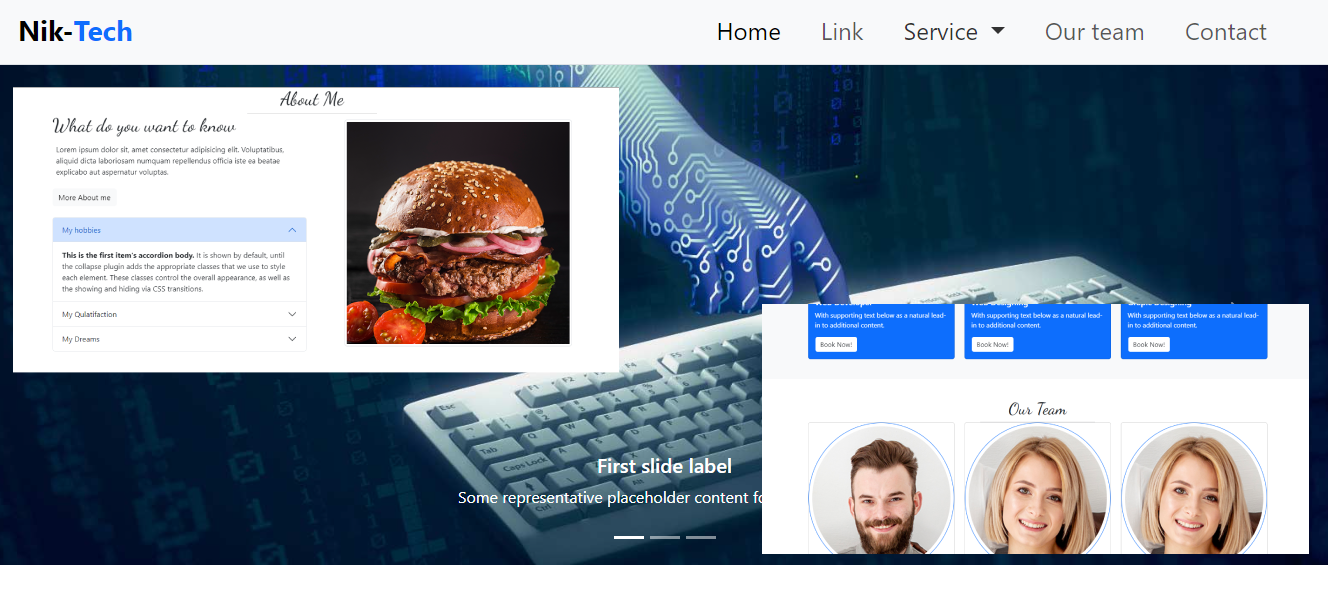 Nik-Tech
Home Link Service Our team Contact
About Me
What do you want to know
Lorem ipsum dolor sit, amet consectetur adipisicing elit. Voluptatibus,
aliquid dicta laboriosam numquam repellendus officia iste ea beatae
explicabo aut aspernatur voluptas.
More About me
My hobbies
This is the first item's accordion body. It is shown by default, until
the collapse plugin adds the appropriate classes that we use to style
each element. These classes control the overall appearance, as well as
the showing and hiding via CSS transitions.
My Qulatifaction
My Dreams
With supporting text below as a natural lead-
in to additional content.
Book Now!
With supporting text below as a natural lead-
in to additional content.
Book Now!
With supporting text below as a natural lead-
in to additional content.
Book Now!
Our Team
First slide label
Some representative placeholder content fo